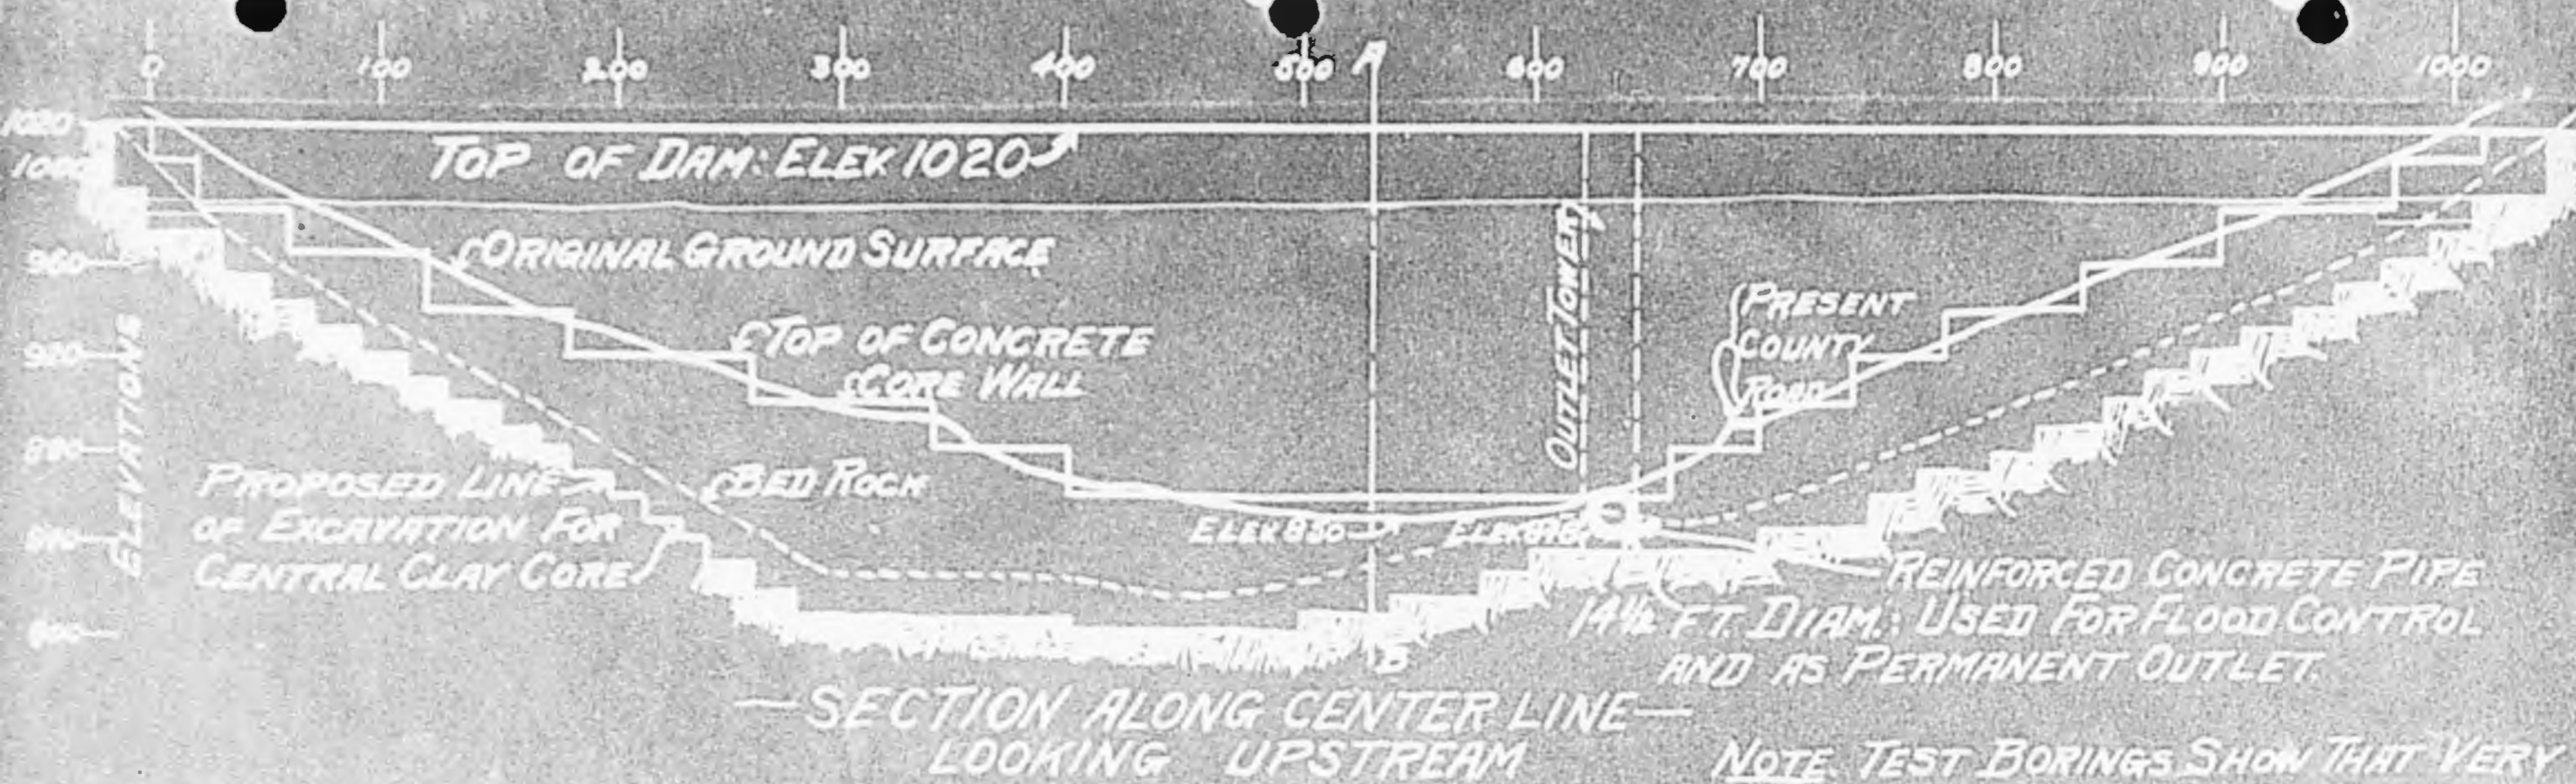 0 100 200 300 400 500 A 600 700 800 900 1000
1020
TOP OF DAM: ELEV. 1020
1000
ORIGINAL GROUND SURFACE
960
OUTLET TOWER
PRESENT
COUNTY
ROAD
TOP OF CONCRETE
CORE WALL
920
ELEVATIONS
880
BED ROCK
PROPOSED LINE
OF EXCAVATION FOR
CENTRAL CLAY CORE
ELEV. 850
840
800
B
REINFORCED CONCRETE PIPE
14½ FT. DIAM.: USED FOR FLOOD CONTROL
AND AS PERMANENT OUTLET.
—SECTION ALONG CENTER LINE—
LOOKING UPSTREAM
NOTE. TEST BORINGS SHOW THAT VERY